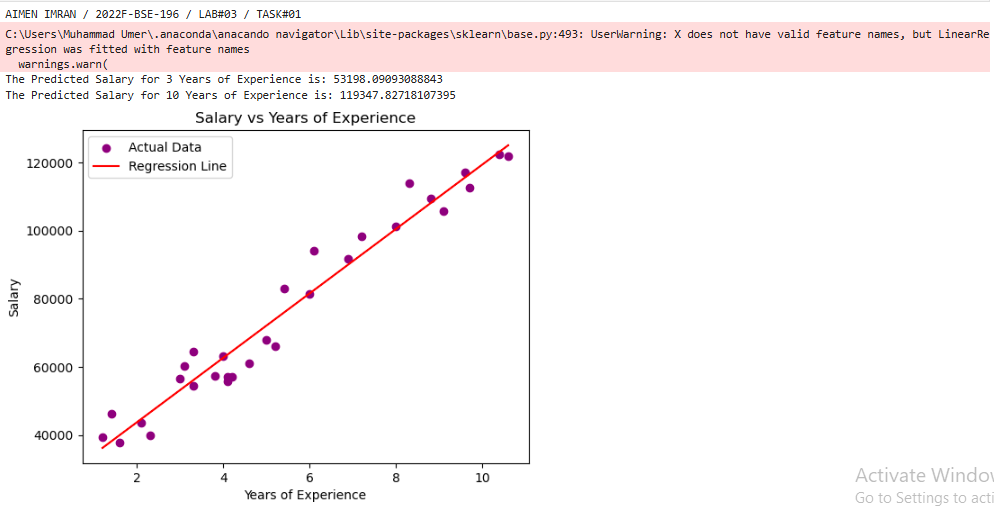 AIMEN IMRAN / 2022F-BSE-196 / LAB#03 / TASK#01
C:\Users\Muhammad Umer\.anaconda\anacando navigator\Lib\site-packages\sklearn\base.py:493: UserWarning: X does not have valid feature names, but LinearRe
gression was fitted with feature names
warnings.warn(
The Predicted Salary for 3 Years of Experience is: 53198.09093088843
The Predicted Salary for 10 Years of Experience is: 119347.82718107395
Salary vs Years of Experience
Actual Data
Regression Line
120000
100000
80000
60000
40000
Salary
2 4 6 8 10
Years of Experience
Activate Windo
Go to Settings to acti